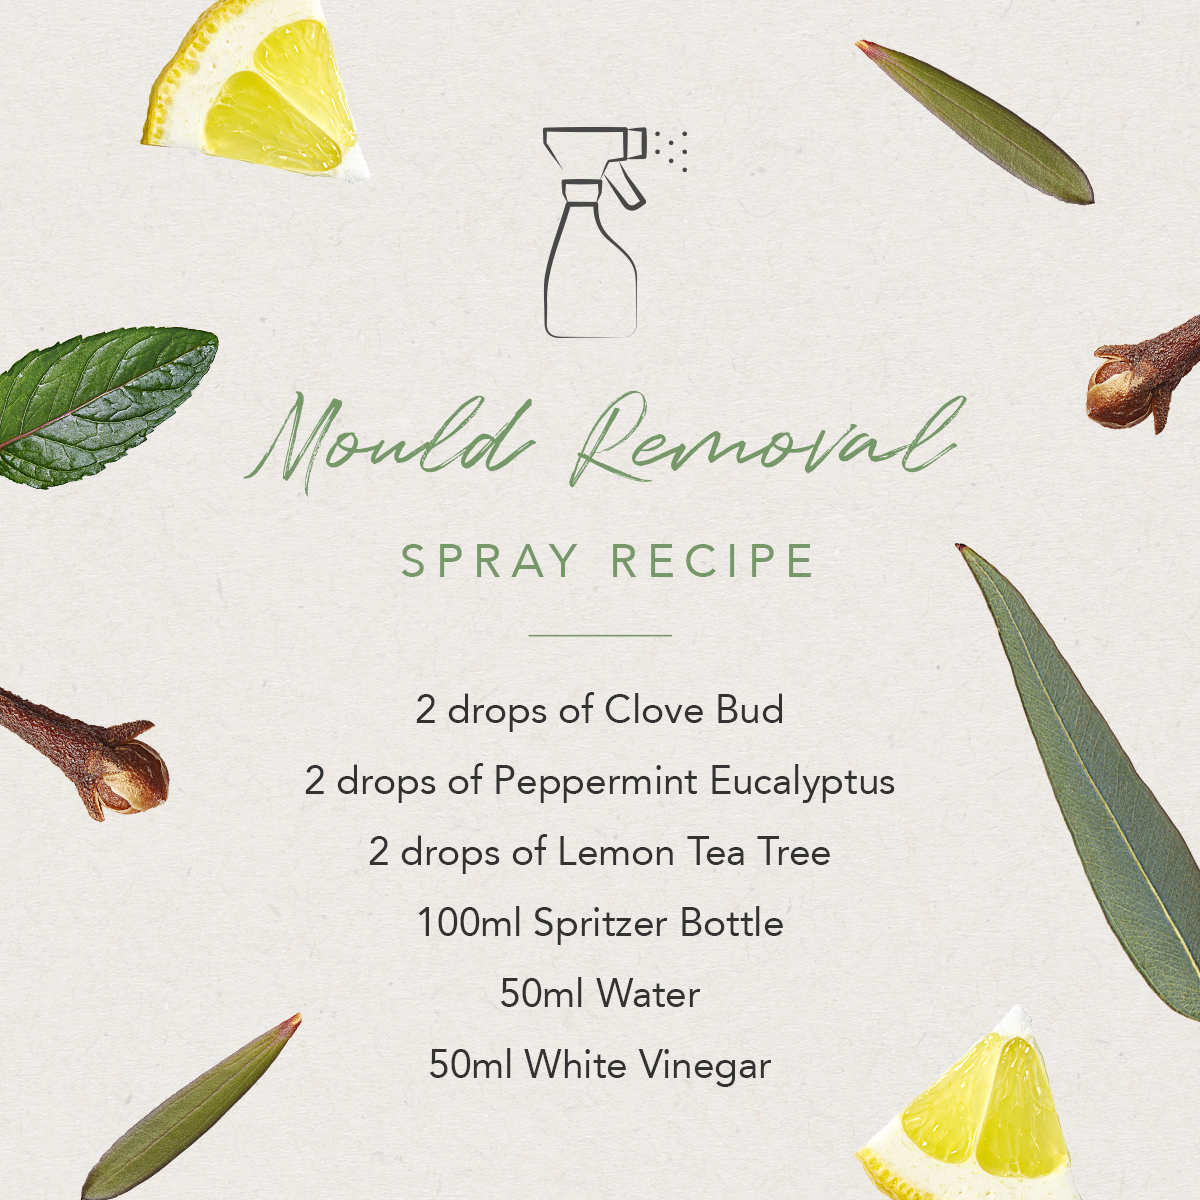 Mould Removal
SPRAY RECIPE
2 drops of Clove Bud
2 drops of Peppermint Eucalyptus
2 drops of Lemon Tea Tree
100ml Spritzer Bottle
50ml Water
50ml White Vinegar